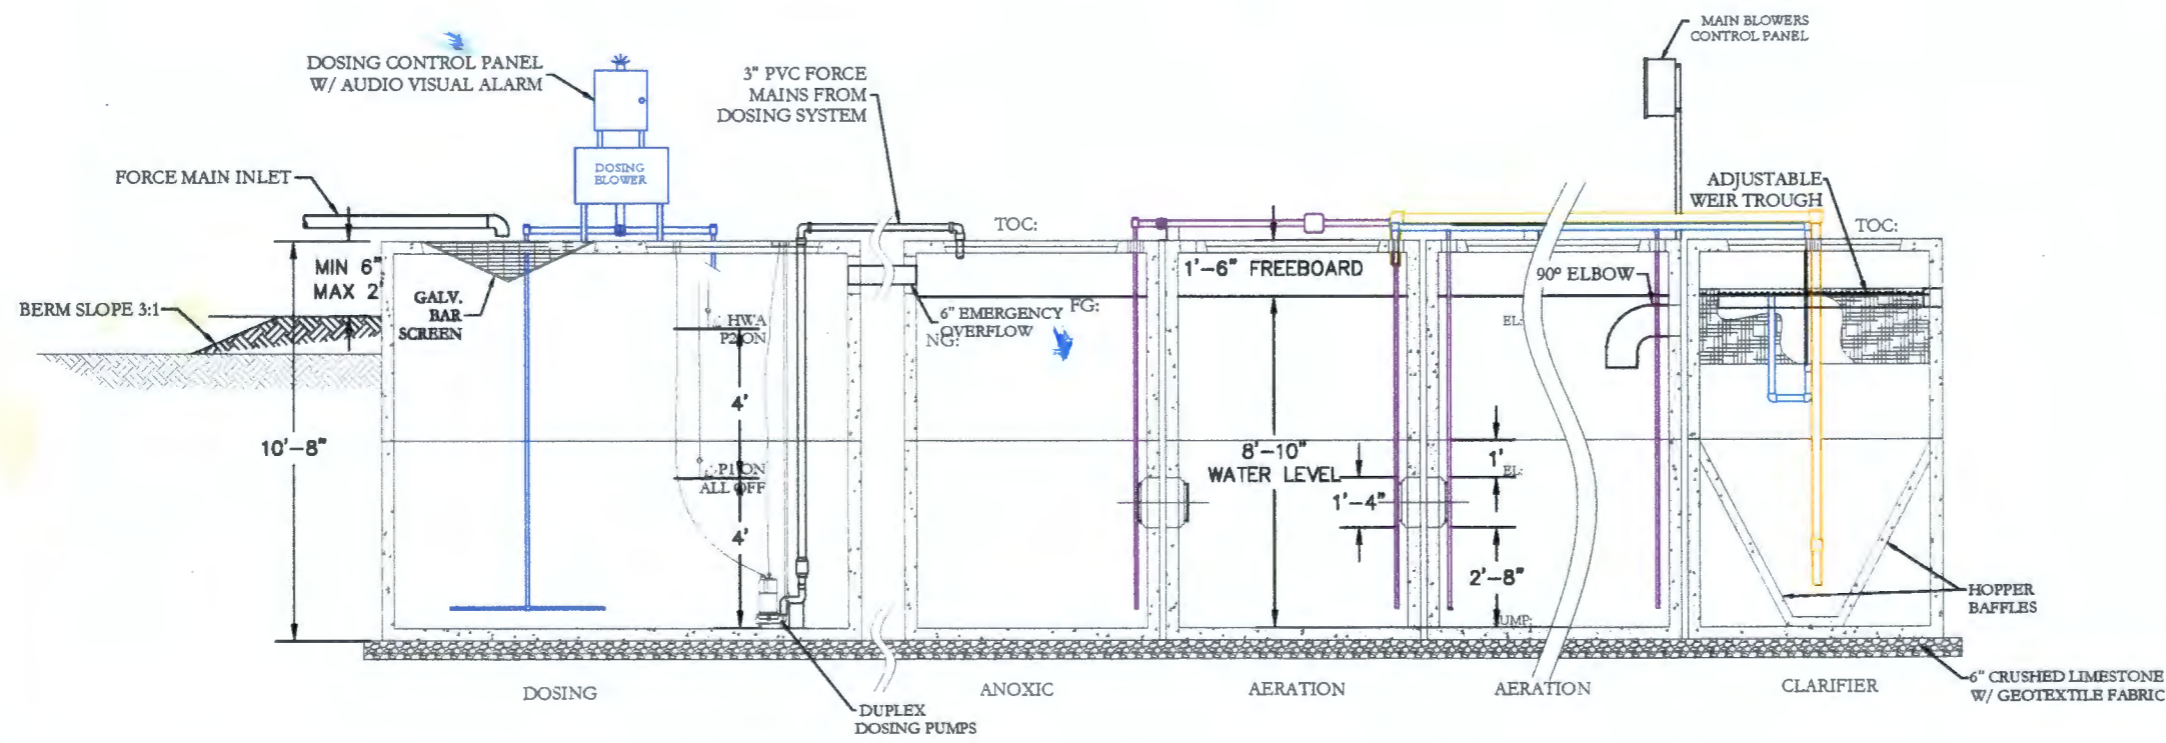 MAIN BLOWERS
CONTROL PANEL
DOSING CONTROL PANEL
W/ AUDIO VISUAL ALARM
3" PVC FORCE
MAINS FROM
DOSING SYSTEM
DOSING
BLOWER
FORCE MAIN INLET
ADJUSTABLE
WEIR TROUGH
TOC:
TOC:
MIN 6"
MAX 2'
1'-6" FREEBOARD
90° ELBOW
BERM SLOPE 3:1
GALV.
BAR
SCREEN
HWA
P2 ON
6" EMERGENCY
OVERFLOW
FG:
NG:
EL:
4'
10'-8"
8'-10"
WATER LEVEL
1'
P1 ON
ALL OFF
EL:
1'-4"
4'
2'-8"
UMP:
HOPPER
BAFFLES
DOSING
ANOXIC
AERATION
AERATION
CLARIFIER
6" CRUSHED LIMESTONE
W/ GEOTEXTILE FABRIC
DUPLEX
DOSING PUMPS